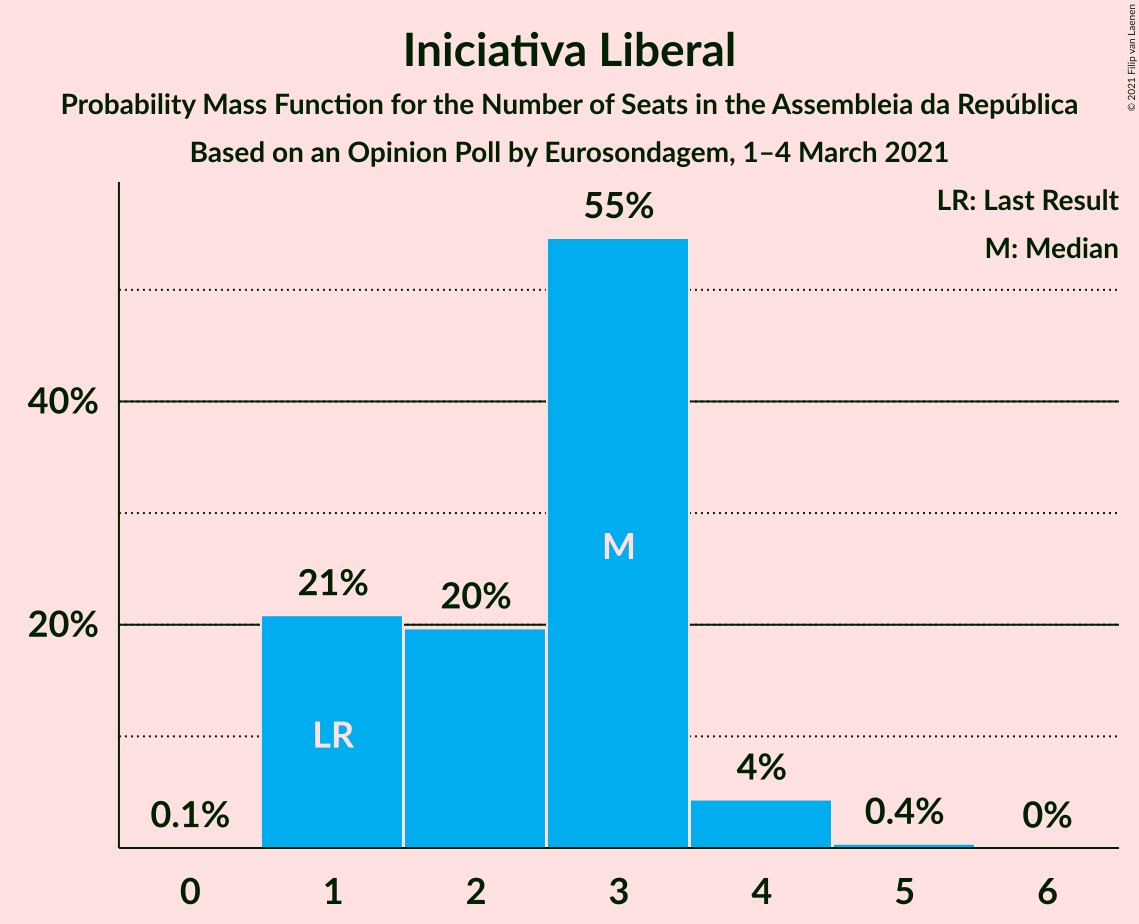 Iniciativa Liberal
Probability Mass Function for the Number of Seats in the Assembleia da República
Based on an Opinion Poll by Eurosondagem, 1–4 March 2021
© 2021 Filip van Laenen
LR: Last Result
M: Median
55%
40%
M
21%
20%
20%
LR
4%
0.1%
0.4%
0%
0 1 2 3 4 5 6